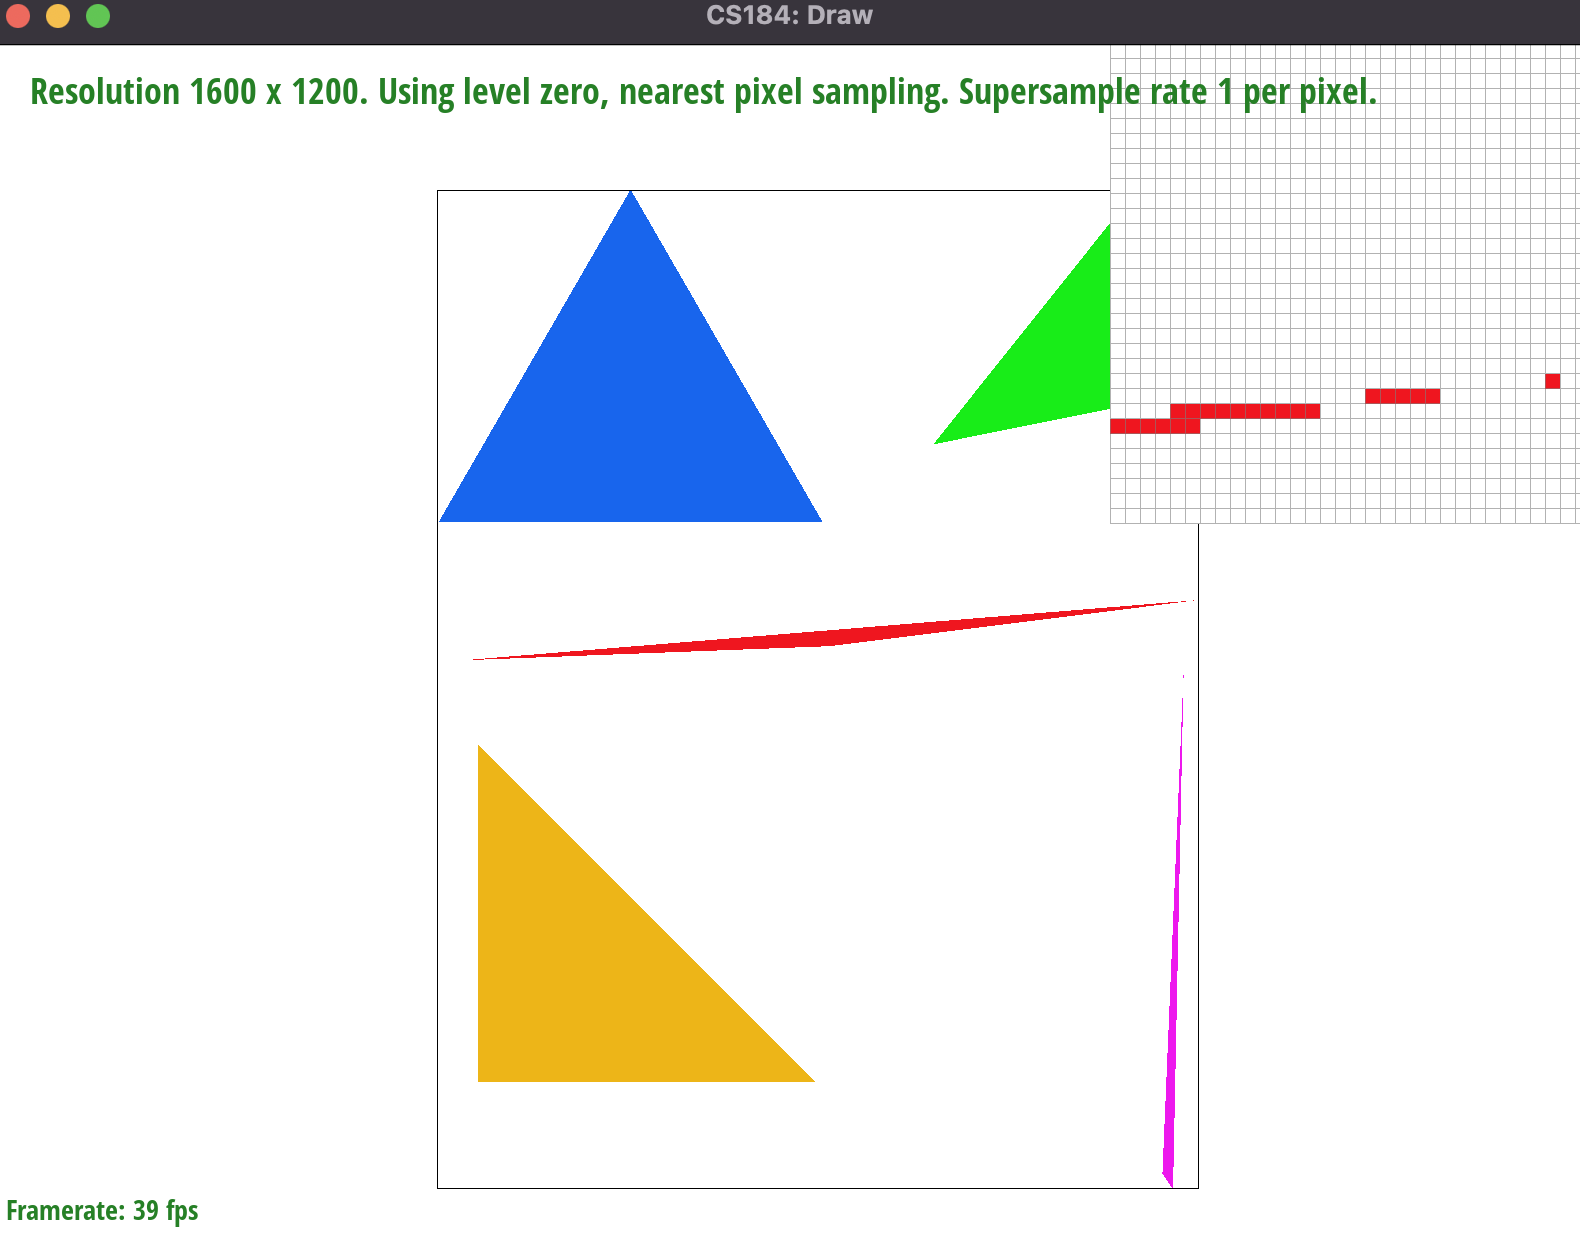 CS184: Draw
Resolution 1600 x 1200. Using level zero, nearest pixel sampling. Supersample rate 1 per pixel.
Framerate: 39 fps